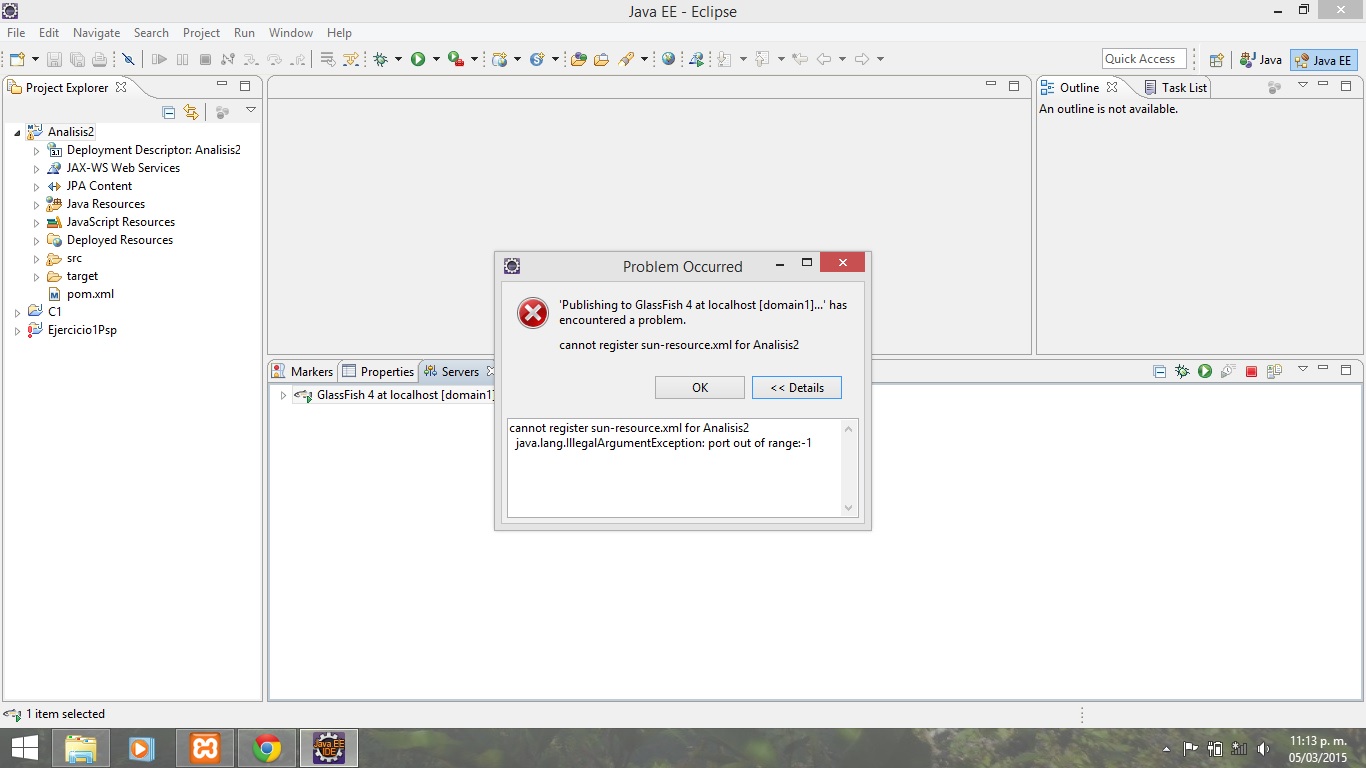 Java EE - Eclipse
File Edit Navigate Search Project Run Window Help
Quick Access
Java
Java EE
Project Explorer
Analisis2
Deployment Descriptor: Analisis2
JAX-WS Web Services
JPA Content
Java Resources
JavaScript Resources
Deployed Resources
src
target
pom.xml
C1
Ejercicio1Psp
Outline
Task List
An outline is not available.
Problem Occurred
'Publishing to GlassFish 4 at localhost [domain1]...' has
encountered a problem.
cannot register sun-resource.xml for Analisis2
OK
<< Details
cannot register sun-resource.xml for Analisis2
java.lang.IllegalArgumentException: port out of range:-1
Markers
Properties
Servers
GlassFish 4 at localhost [domain1]
1 item selected
Java EE
IDE
11:13 p. m.
05/03/2015